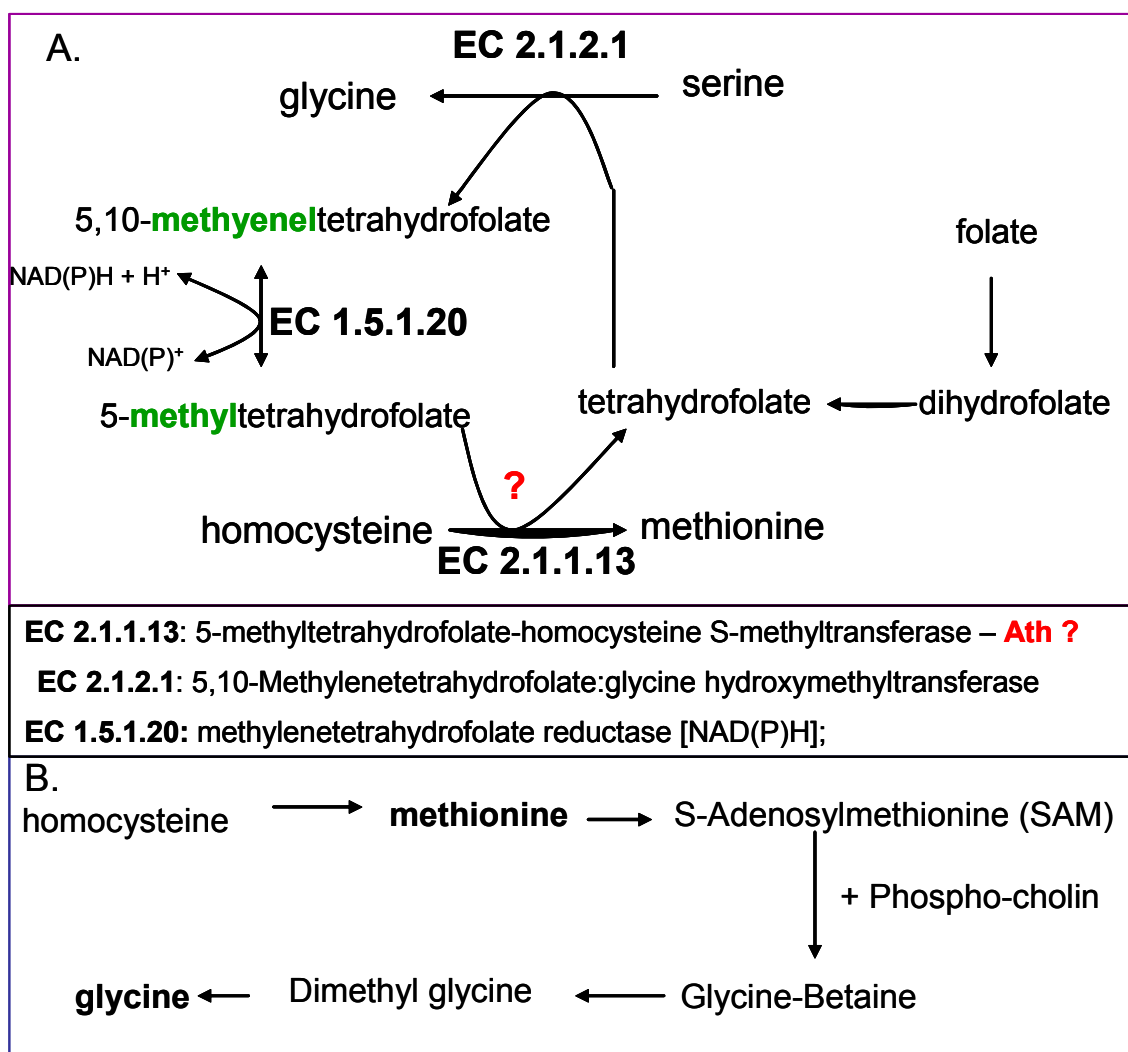 A.
EC 2.1.2.1
glycine
serine
5,10-methyeneltetrahydrofolate
folate
NAD(P)H + H⁺
EC 1.5.1.20
NAD(P)⁺
5-methyltetrahydrofolate
tetrahydrofolate
dihydrofolate
?
homocysteine
methionine
EC 2.1.1.13
EC 2.1.1.13: 5-methyltetrahydrofolate-homocysteine S-methyltransferase – Ath ?
EC 2.1.2.1: 5,10-Methylenetetrahydrofolate:glycine hydroxymethyltransferase
EC 1.5.1.20: methylenetetrahydrofolate reductase [NAD(P)H];
B.
homocysteine
methionine
S-Adenosylmethionine (SAM)
+ Phospho-cholin
glycine
Dimethyl glycine
Glycine-Betaine